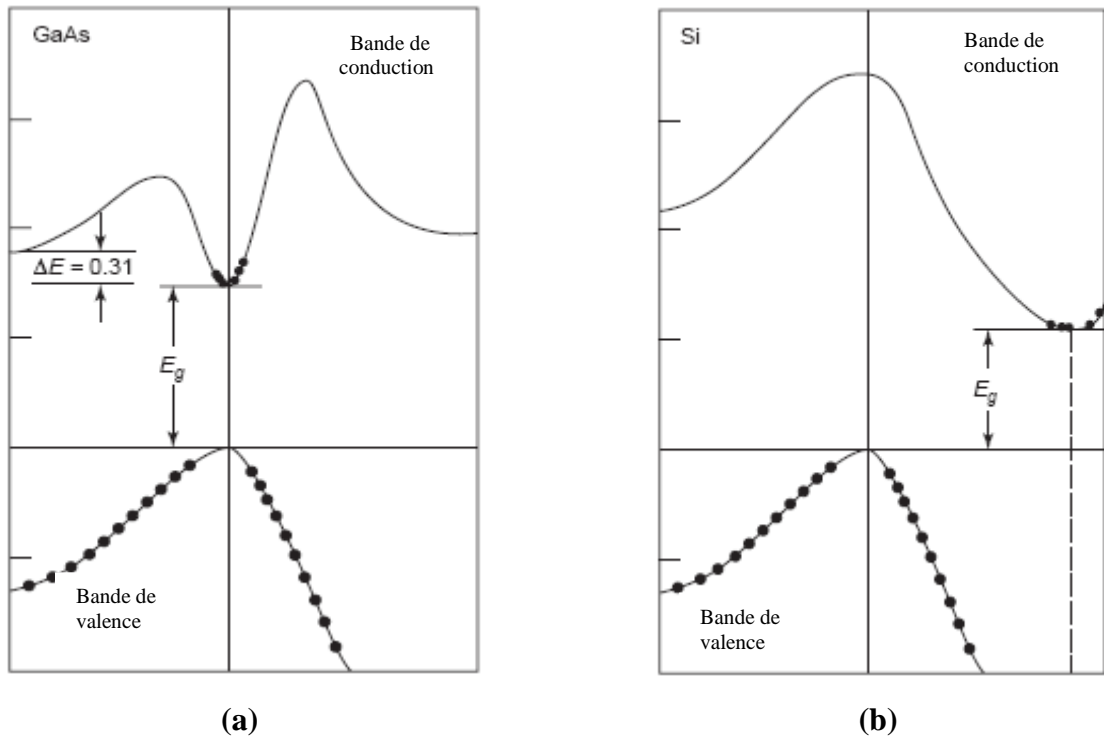 GaAs
Bande de
conduction
ΔE = 0.31
E_g
Bande de
valence
(a)
Si
Bande de
conduction
E_g
Bande de
valence
(b)